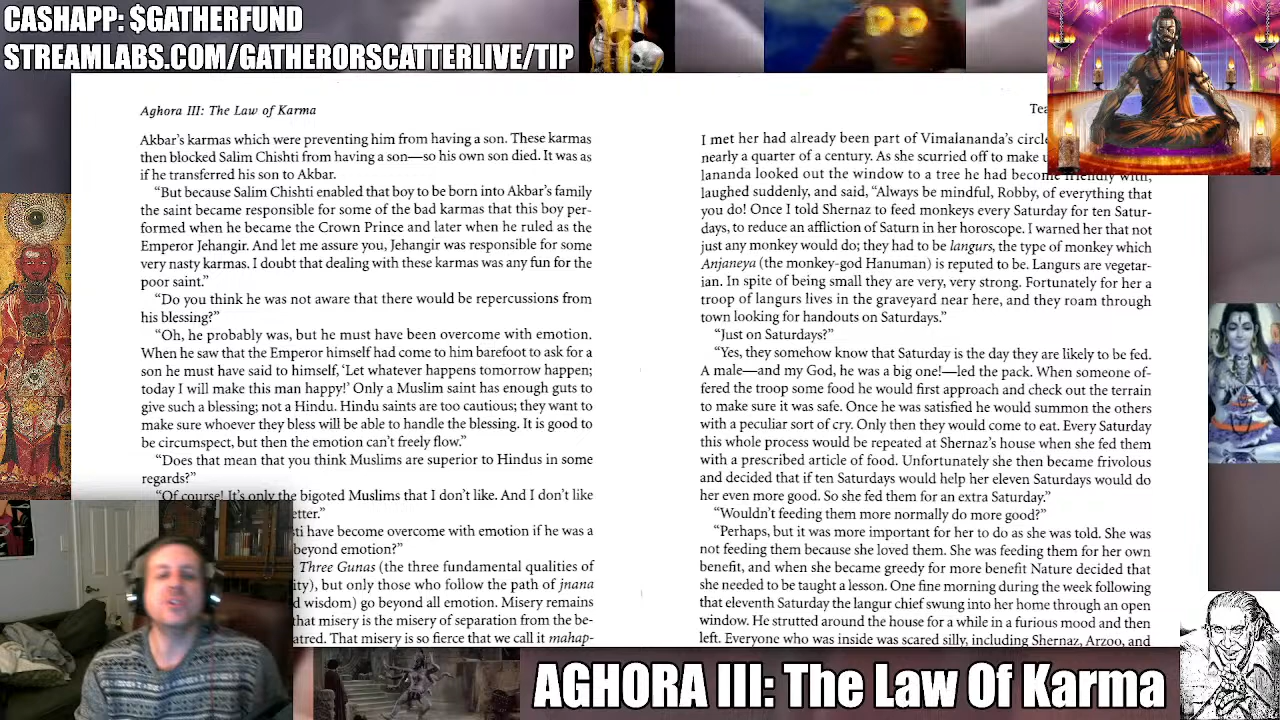 CASHAPP: $GATHERFUND
STREAMLABS.COM/GATHERORSCATTERLIVE/TIP
Aghora III: The Law of Karma
Akbar's karmas which were preventing him from having a son. These karmas
then blocked Salim Chishti from having a son—so his own son died. It was as
if he transferred his son to Akbar.
"But because Salim Chishti enabled that boy to be born into Akbar's family
the saint became responsible for some of the bad karmas that this boy per-
formed when he became the Crown Prince and later when he ruled as the
Emperor Jehangir. And let me assure you, Jehangir was responsible for some
very nasty karmas. I doubt that dealing with these karmas was any fun for the
poor saint."
"Do you think he was not aware that there would be repercussions from
his blessing?"
"Oh, he probably was, but he must have been overcome with emotion.
When he saw that the Emperor himself had come to him barefoot to ask for a
son he must have said to himself, 'Let whatever happens tomorrow happen;
today I will make this man happy!' Only a Muslim saint has enough guts to
give such a blessing; not a Hindu. Hindu saints are too cautious; they want to
make sure whoever they bless will be able to handle the blessing. It is good to
be circumspect, but then the emotion can't freely flow."
"Does that mean that you think Muslims are superior to Hindus in some
regards?"
"Of course! It's only the bigoted Muslims that I don't like. And I don't like
have become overcome with emotion if he was a
beyond emotion?"
Three Gunas (the three fundamental qualities of
but only those who follow the path of jnana
wisdom) go beyond all emotion. Misery remains
that misery is the misery of separation from the be-
That misery is so fierce that we call it mahap-
I met her had already been part of Vimalananda's
nearly a quarter of a century. As she scurried off to make
looked out the window to a tree he had become friendly with,
laughed suddenly, and said, "Always be mindful, Robby, of everything that
you do! Once I told Shernaz to feed monkeys every Saturday for ten Satur-
days, to reduce an affliction of Saturn in her horoscope. I warned her that not
just any monkey would do; they had to be langurs, the type of monkey which
Anjaneya (the monkey-god Hanuman) is reputed to be. Langurs are vegetar-
ian. In spite of being small they are very, very strong. Fortunately for her a
troop of langurs lives in the graveyard near here, and they roam through
town looking for handouts on Saturdays."
"Just on Saturdays?"
"Yes, they somehow know that Saturday is the day they are likely to be fed.
A male—and my God, he was a big one!—led the pack. When someone of-
fered the troop some food he would first approach and check out the terrain
to make sure it was safe. Once he was satisfied he would summon the others
with a peculiar sort of cry. Only then they would come to eat. Every Saturday
this whole process would be repeated at Shernaz's house when she fed them
with a prescribed article of food. Unfortunately she then became frivolous
and decided that if ten Saturdays would help her eleven Saturdays would do
her even more good. So she fed them for an extra Saturday."
"Wouldn't feeding them more normally do more good?"
"Perhaps, but it was more important for her to do as she was told. She was
not feeding them because she loved them. She was feeding them for her own
benefit, and when she became greedy for more benefit Nature decided that
she needed to be taught a lesson. One fine morning during the week following
that eleventh Saturday the langur chief swung into her home through an open
window. He strutted around the house for a while in a furious mood and then
left. Everyone who was inside was scared silly, including Shernaz, Arzoo, and
AGHORA III: The Law Of Karma